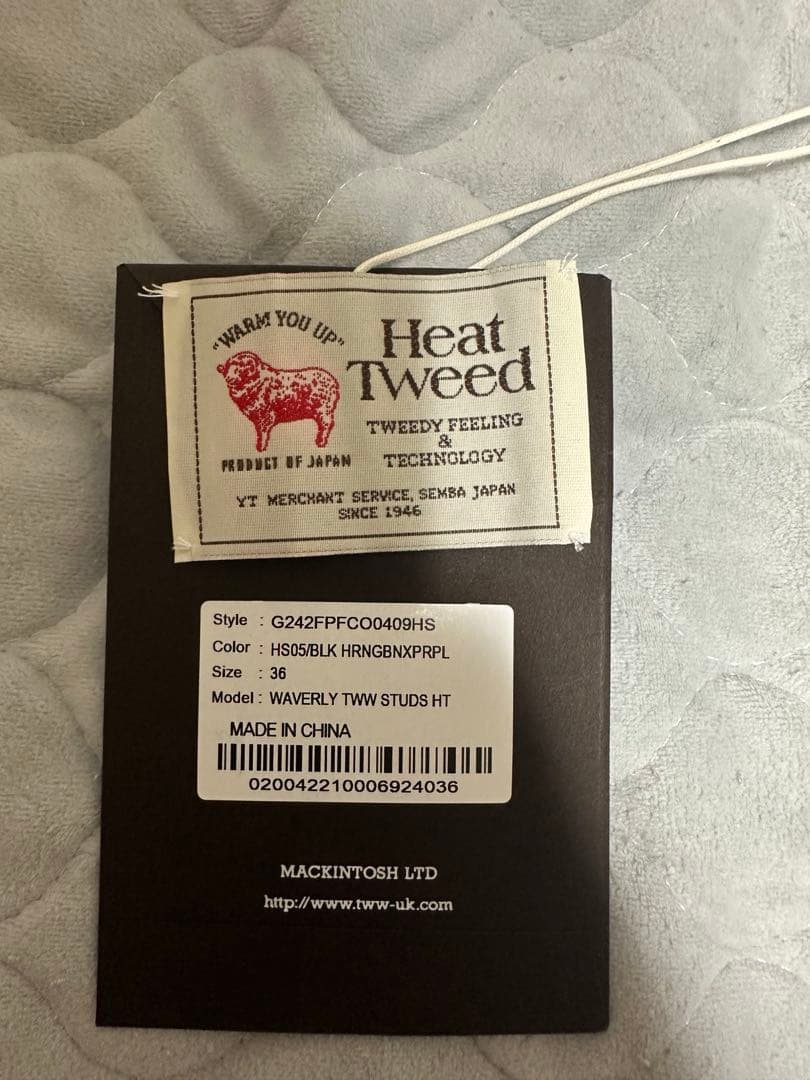 "WARM YOU UP"
Heat
Tweed
TWEEDY FEELING
&
TECHNOLOGY
PRODUCT OF JAPAN
YT MERCHANT SERVICE, SEMBA JAPAN
SINCE 1946
Style : G242FPFCO0409HS
Color : HS05/BLK HRNGBNXPRPL
Size : 36
Model : WAVERLY TWW STUDS HT
MADE IN CHINA
020042210006924036
MACKINTOSH LTD
http://www.tww-uk.com